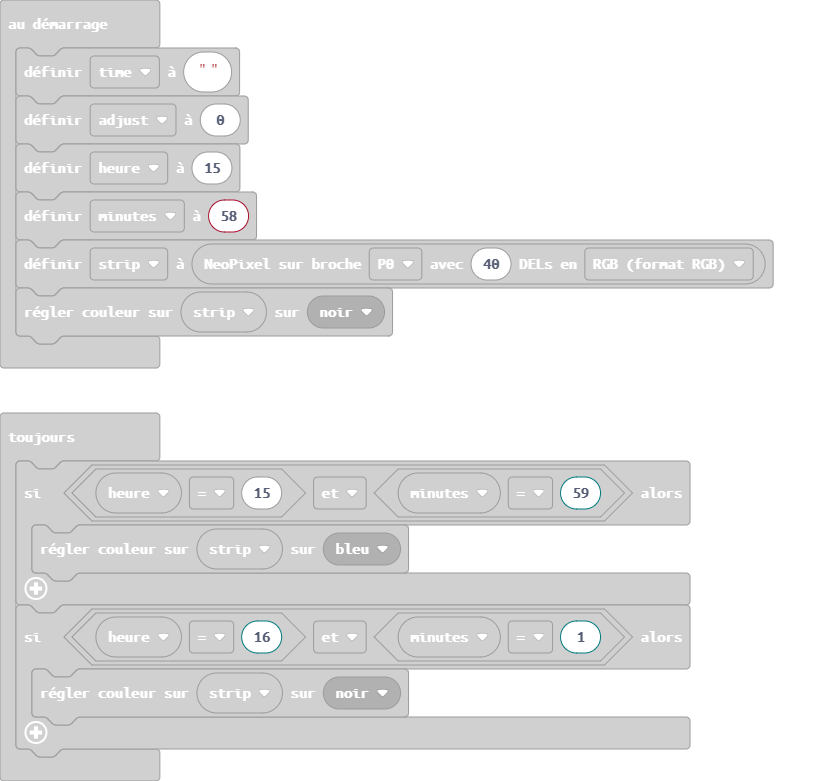 au démarrage
définir time à " "
définir adjust à 0
définir heure à 15
définir minutes à 58
définir strip à NeoPixel sur broche P0 avec 40 DELs en RGB (format RGB)
régler couleur sur strip sur noir
toujours
si heure = 15 et minutes = 59 alors
régler couleur sur strip sur bleu
si heure = 16 et minutes = 1 alors
régler couleur sur strip sur noir